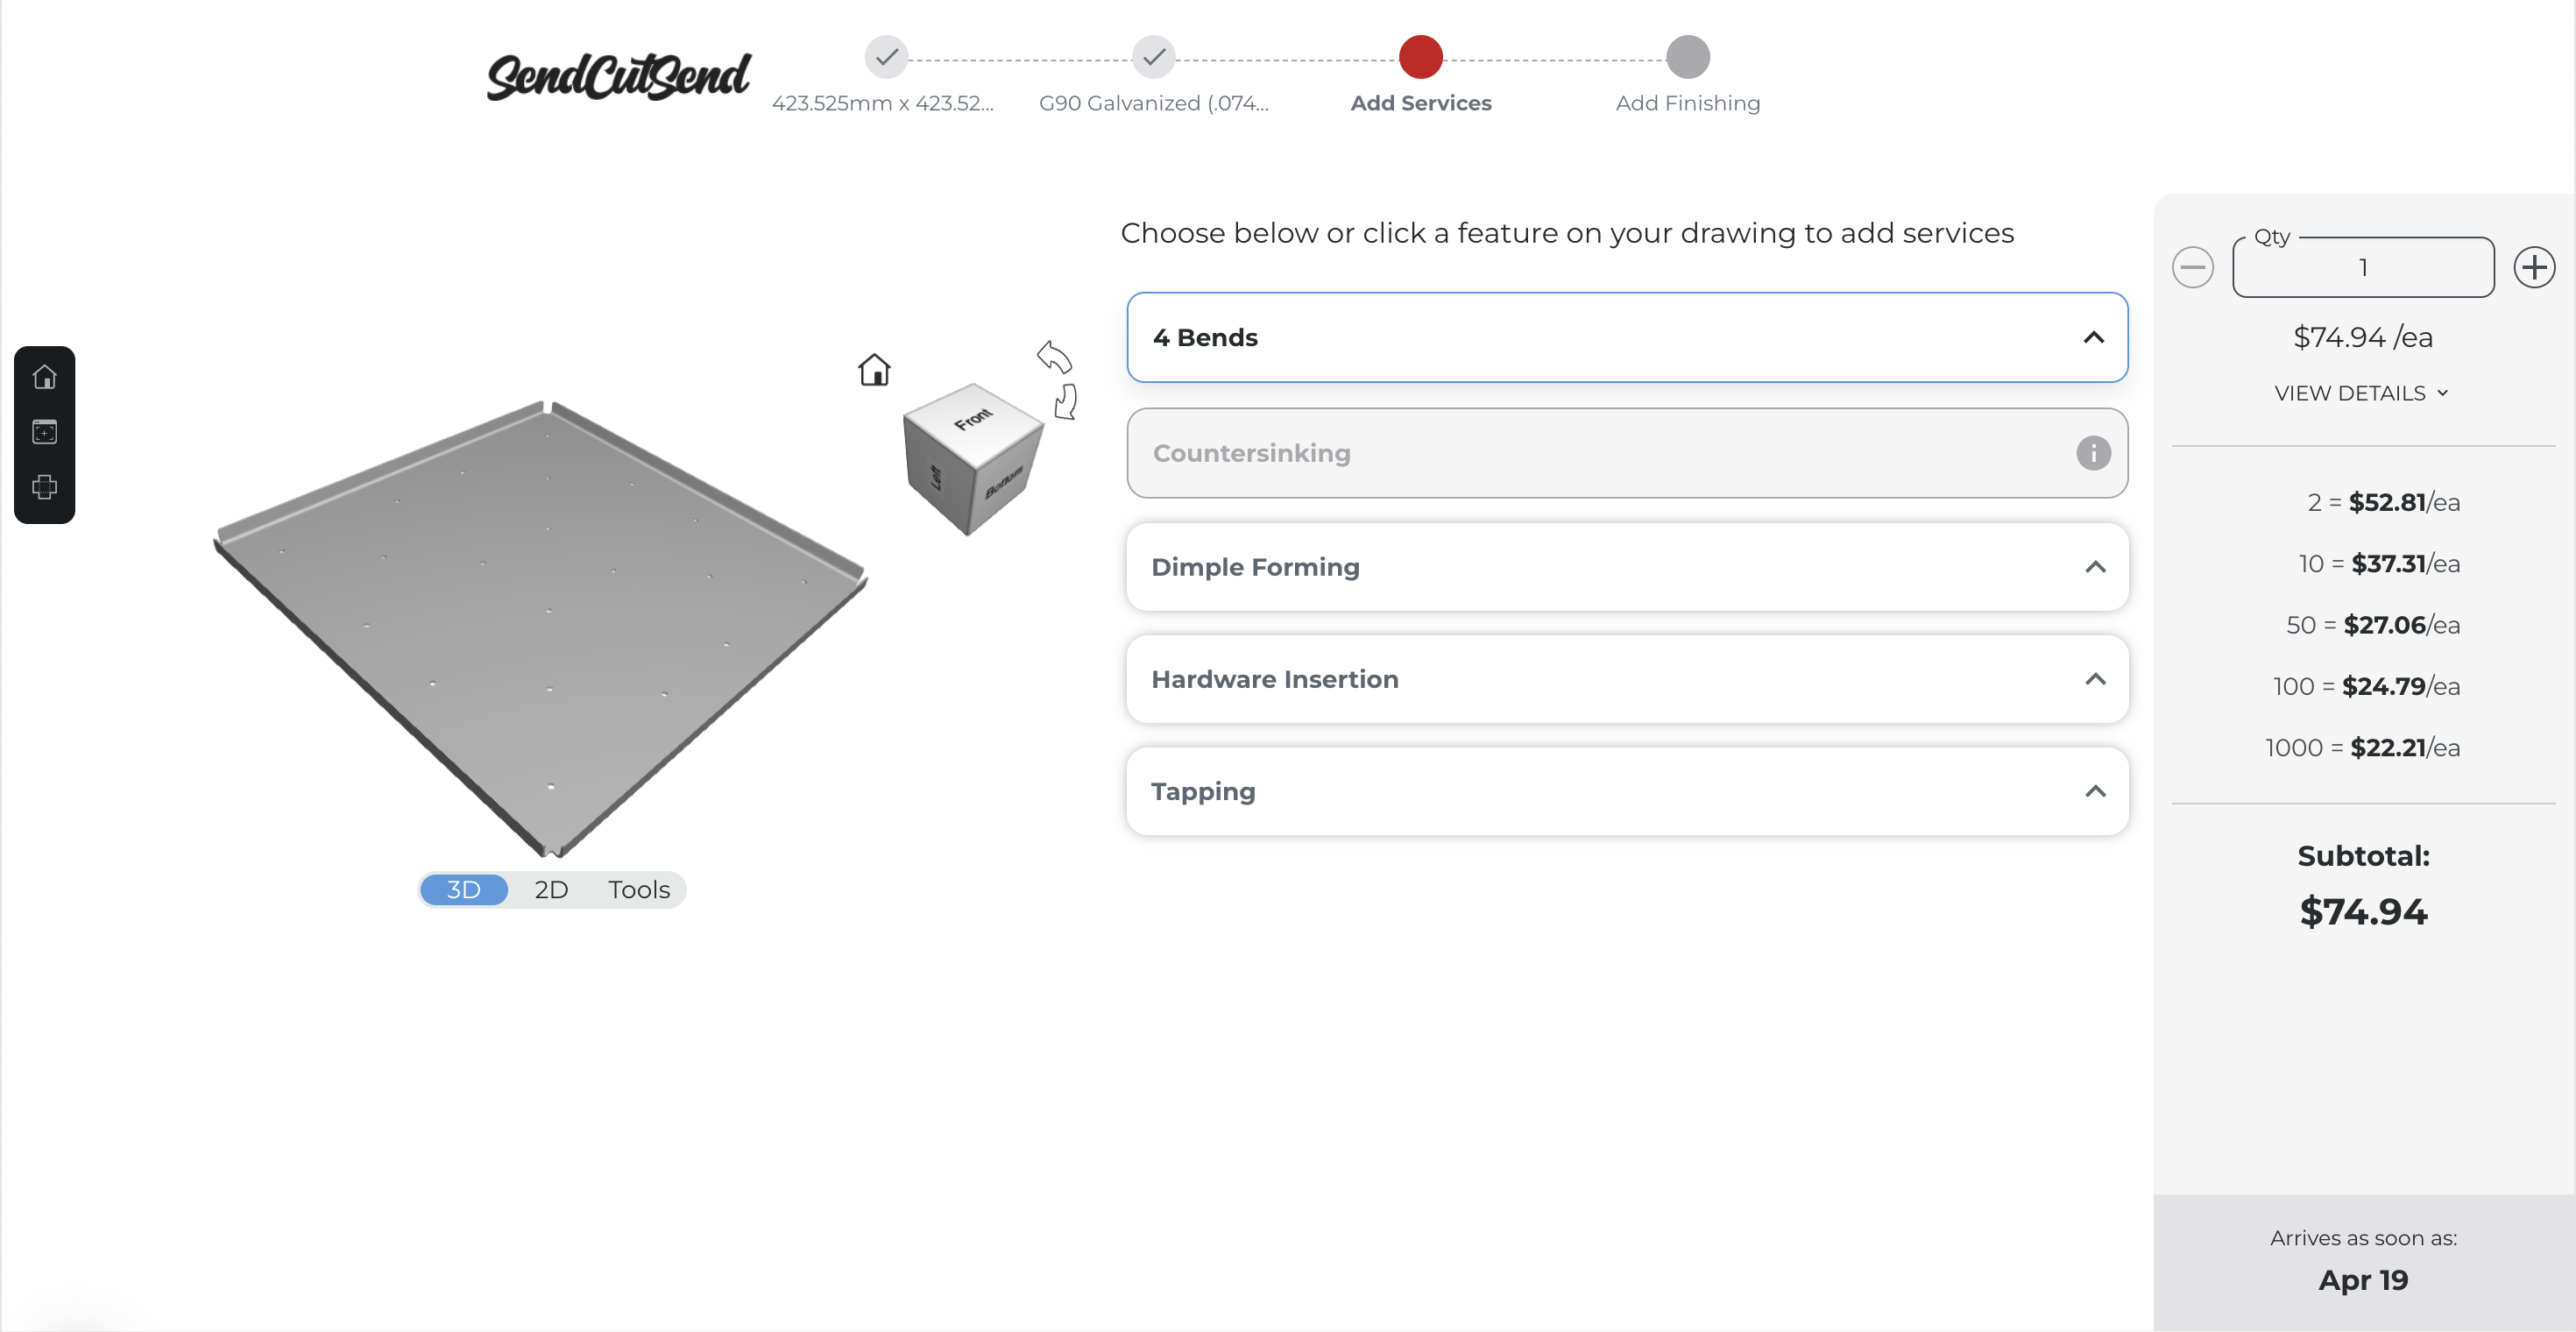 SendCutSend
423.525mm x 423.52...
G90 Galvanized (.074...
Add Services
Add Finishing
Choose below or click a feature on your drawing to add services
4 Bends
Countersinking
Dimple Forming
Hardware Insertion
Tapping
Front
Left
Bottom
3D 2D Tools
Qty
1
$74.94 /ea
VIEW DETAILS
2 = $52.81/ea
10 = $37.31/ea
50 = $27.06/ea
100 = $24.79/ea
1000 = $22.21/ea
Subtotal:
$74.94
Arrives as soon as:
Apr 19